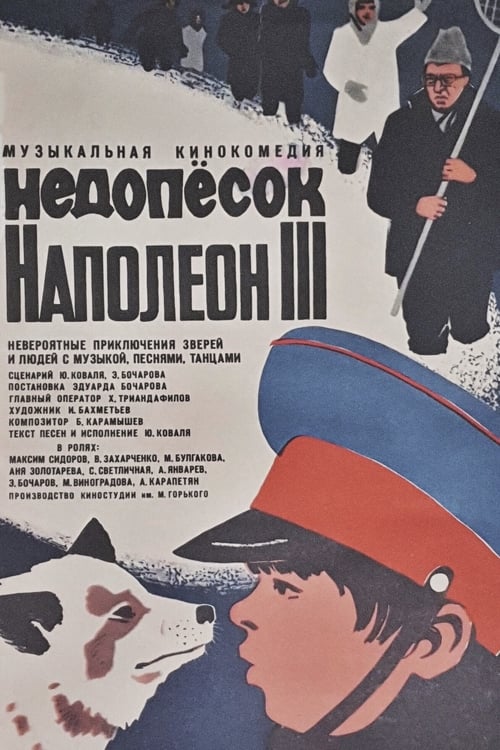 МУЗЫКАЛЬНАЯ КИНОКОМЕДИЯ
НЕДОПЁСОК
НАПОЛЕОН III
НЕВЕРОЯТНЫЕ ПРИКЛЮЧЕНИЯ ЗВЕРЕЙ
И ЛЮДЕЙ С МУЗЫКОЙ, ПЕСНЯМИ, ТАНЦАМИ
СЦЕНАРИЙ Ю. КОВАЛЯ, Э. БОЧАРОВА
ПОСТАНОВКА ЭДУАРДА БОЧАРОВА
ГЛАВНЫЙ ОПЕРАТОР Х. ТРИАНДАФИЛОВ
ХУДОЖНИК И. БАХМЕТЬЕВ
КОМПОЗИТОР Б. КАРАМЫШЕВ
ТЕКСТ ПЕСЕН И ИСПОЛНЕНИЕ Ю. КОВАЛЯ
В РОЛЯХ:
МАКСИМ СИДОРОВ, В. ЗАХАРЧЕНКО, М. БУЛГАКОВА,
АНЯ ЗОЛОТАРЕВА, С. СВЕТЛИЧНАЯ, А. ЯНВАРЕВ,
Э. БОЧАРОВ, М. ВИНОГРАДОВА, А. КАРАПЕТЯН
ПРОИЗВОДСТВО КИНОСТУДИИ ИМ. М. ГОРЬКОГО